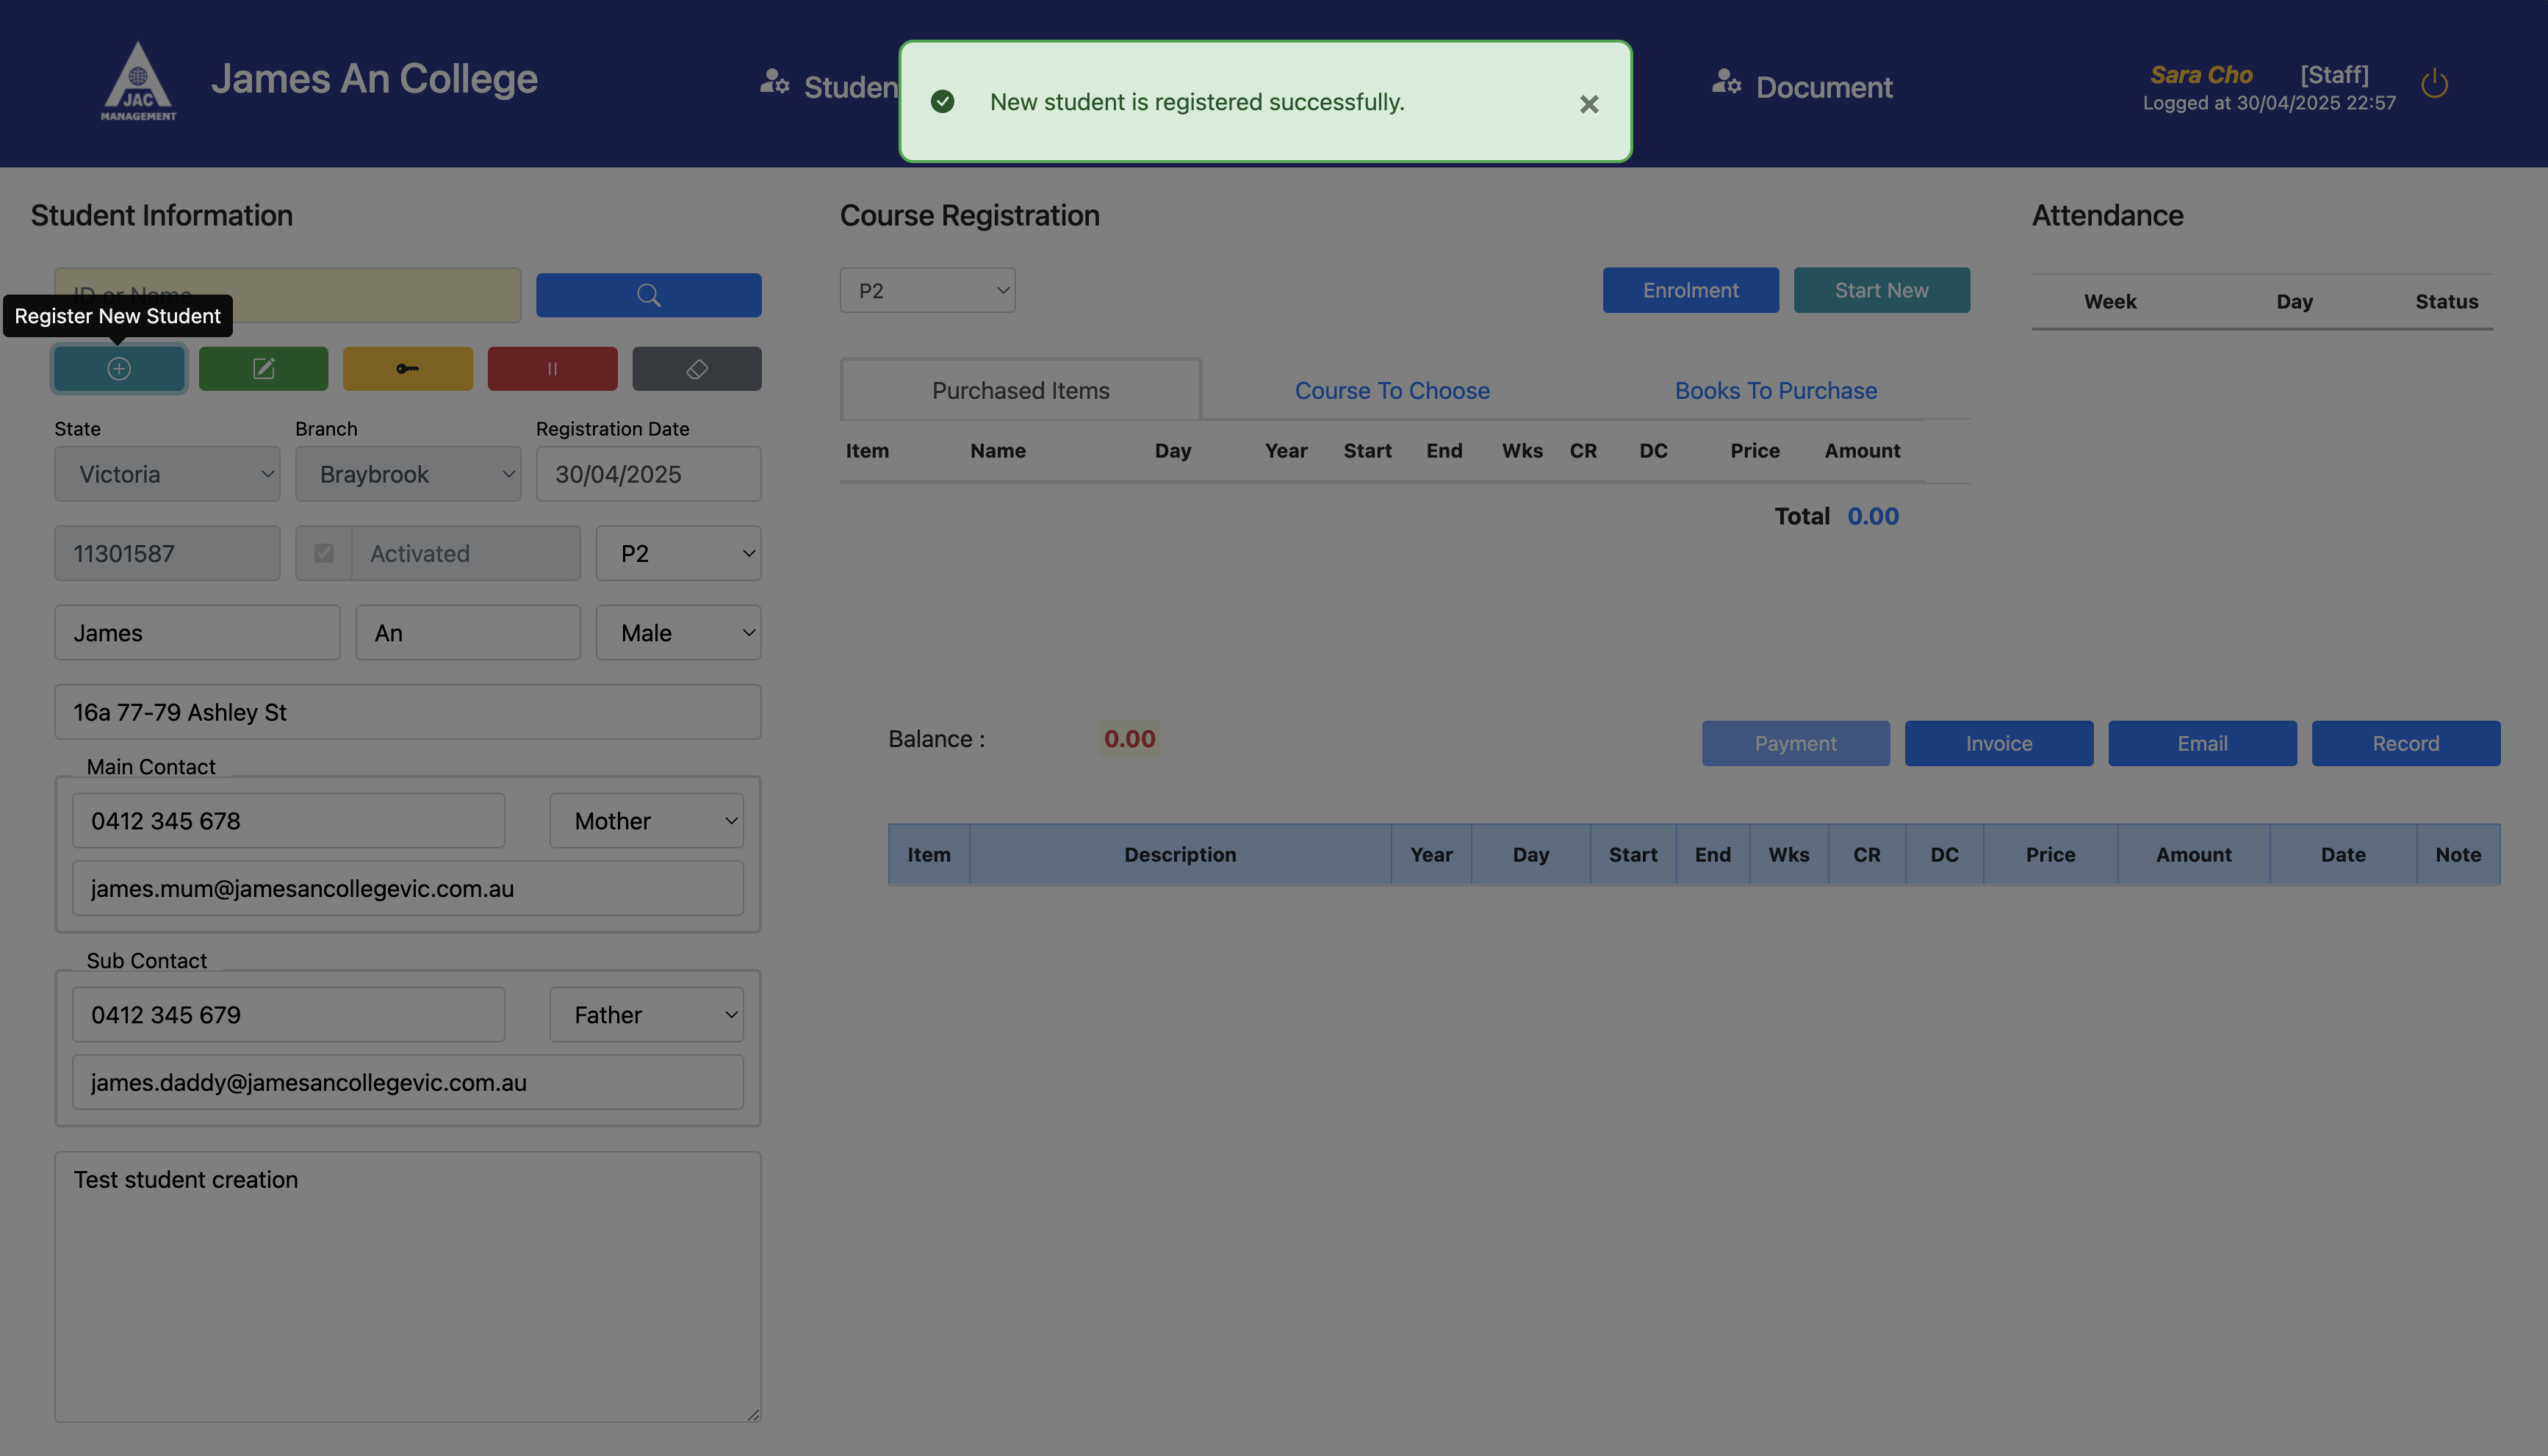 JAC
MANAGEMENT
James An College
Studen
Document
Sara Cho [Staff]
Logged at 30/04/2025 22:57
New student is registered successfully.
Student Information
ID or Name
Register New Student
State Branch Registration Date
Victoria Braybrook 30/04/2025
11301587 Activated P2
James An Male
16a 77-79 Ashley St
Main Contact
0412 345 678 Mother
james.mum@jamesancollegevic.com.au
Sub Contact
0412 345 679 Father
james.daddy@jamesancollegevic.com.au
Test student creation
Course Registration
P2 Enrolment Start New
Purchased Items Course To Choose Books To Purchase
Item Name Day Year Start End Wks CR DC Price Amount
Total 0.00
Attendance
Week Day Status
Balance : 0.00 Payment Invoice Email Record
Item Description Year Day Start End Wks CR DC Price Amount Date Note